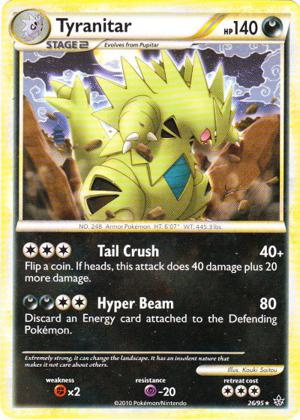 Tyranitar
HP 140
STAGE 2
Evolves from Pupitar
NO. 248 Armor Pokémon. HT. 6'07" WT. 445.3 lbs.
Tail Crush 40+
Flip a coin. If heads, this attack does 40 damage plus 20
more damage.
Hyper Beam 80
Discard an Energy card attached to the Defending
Pokémon.
Illus. Kouki Saitou
Extremely strong, it can change the landscape. It has an insolent nature that
makes it not care about others.
weakness resistance retreat cost
×2 -20
©2010 Pokémon/Nintendo 26/95 ★